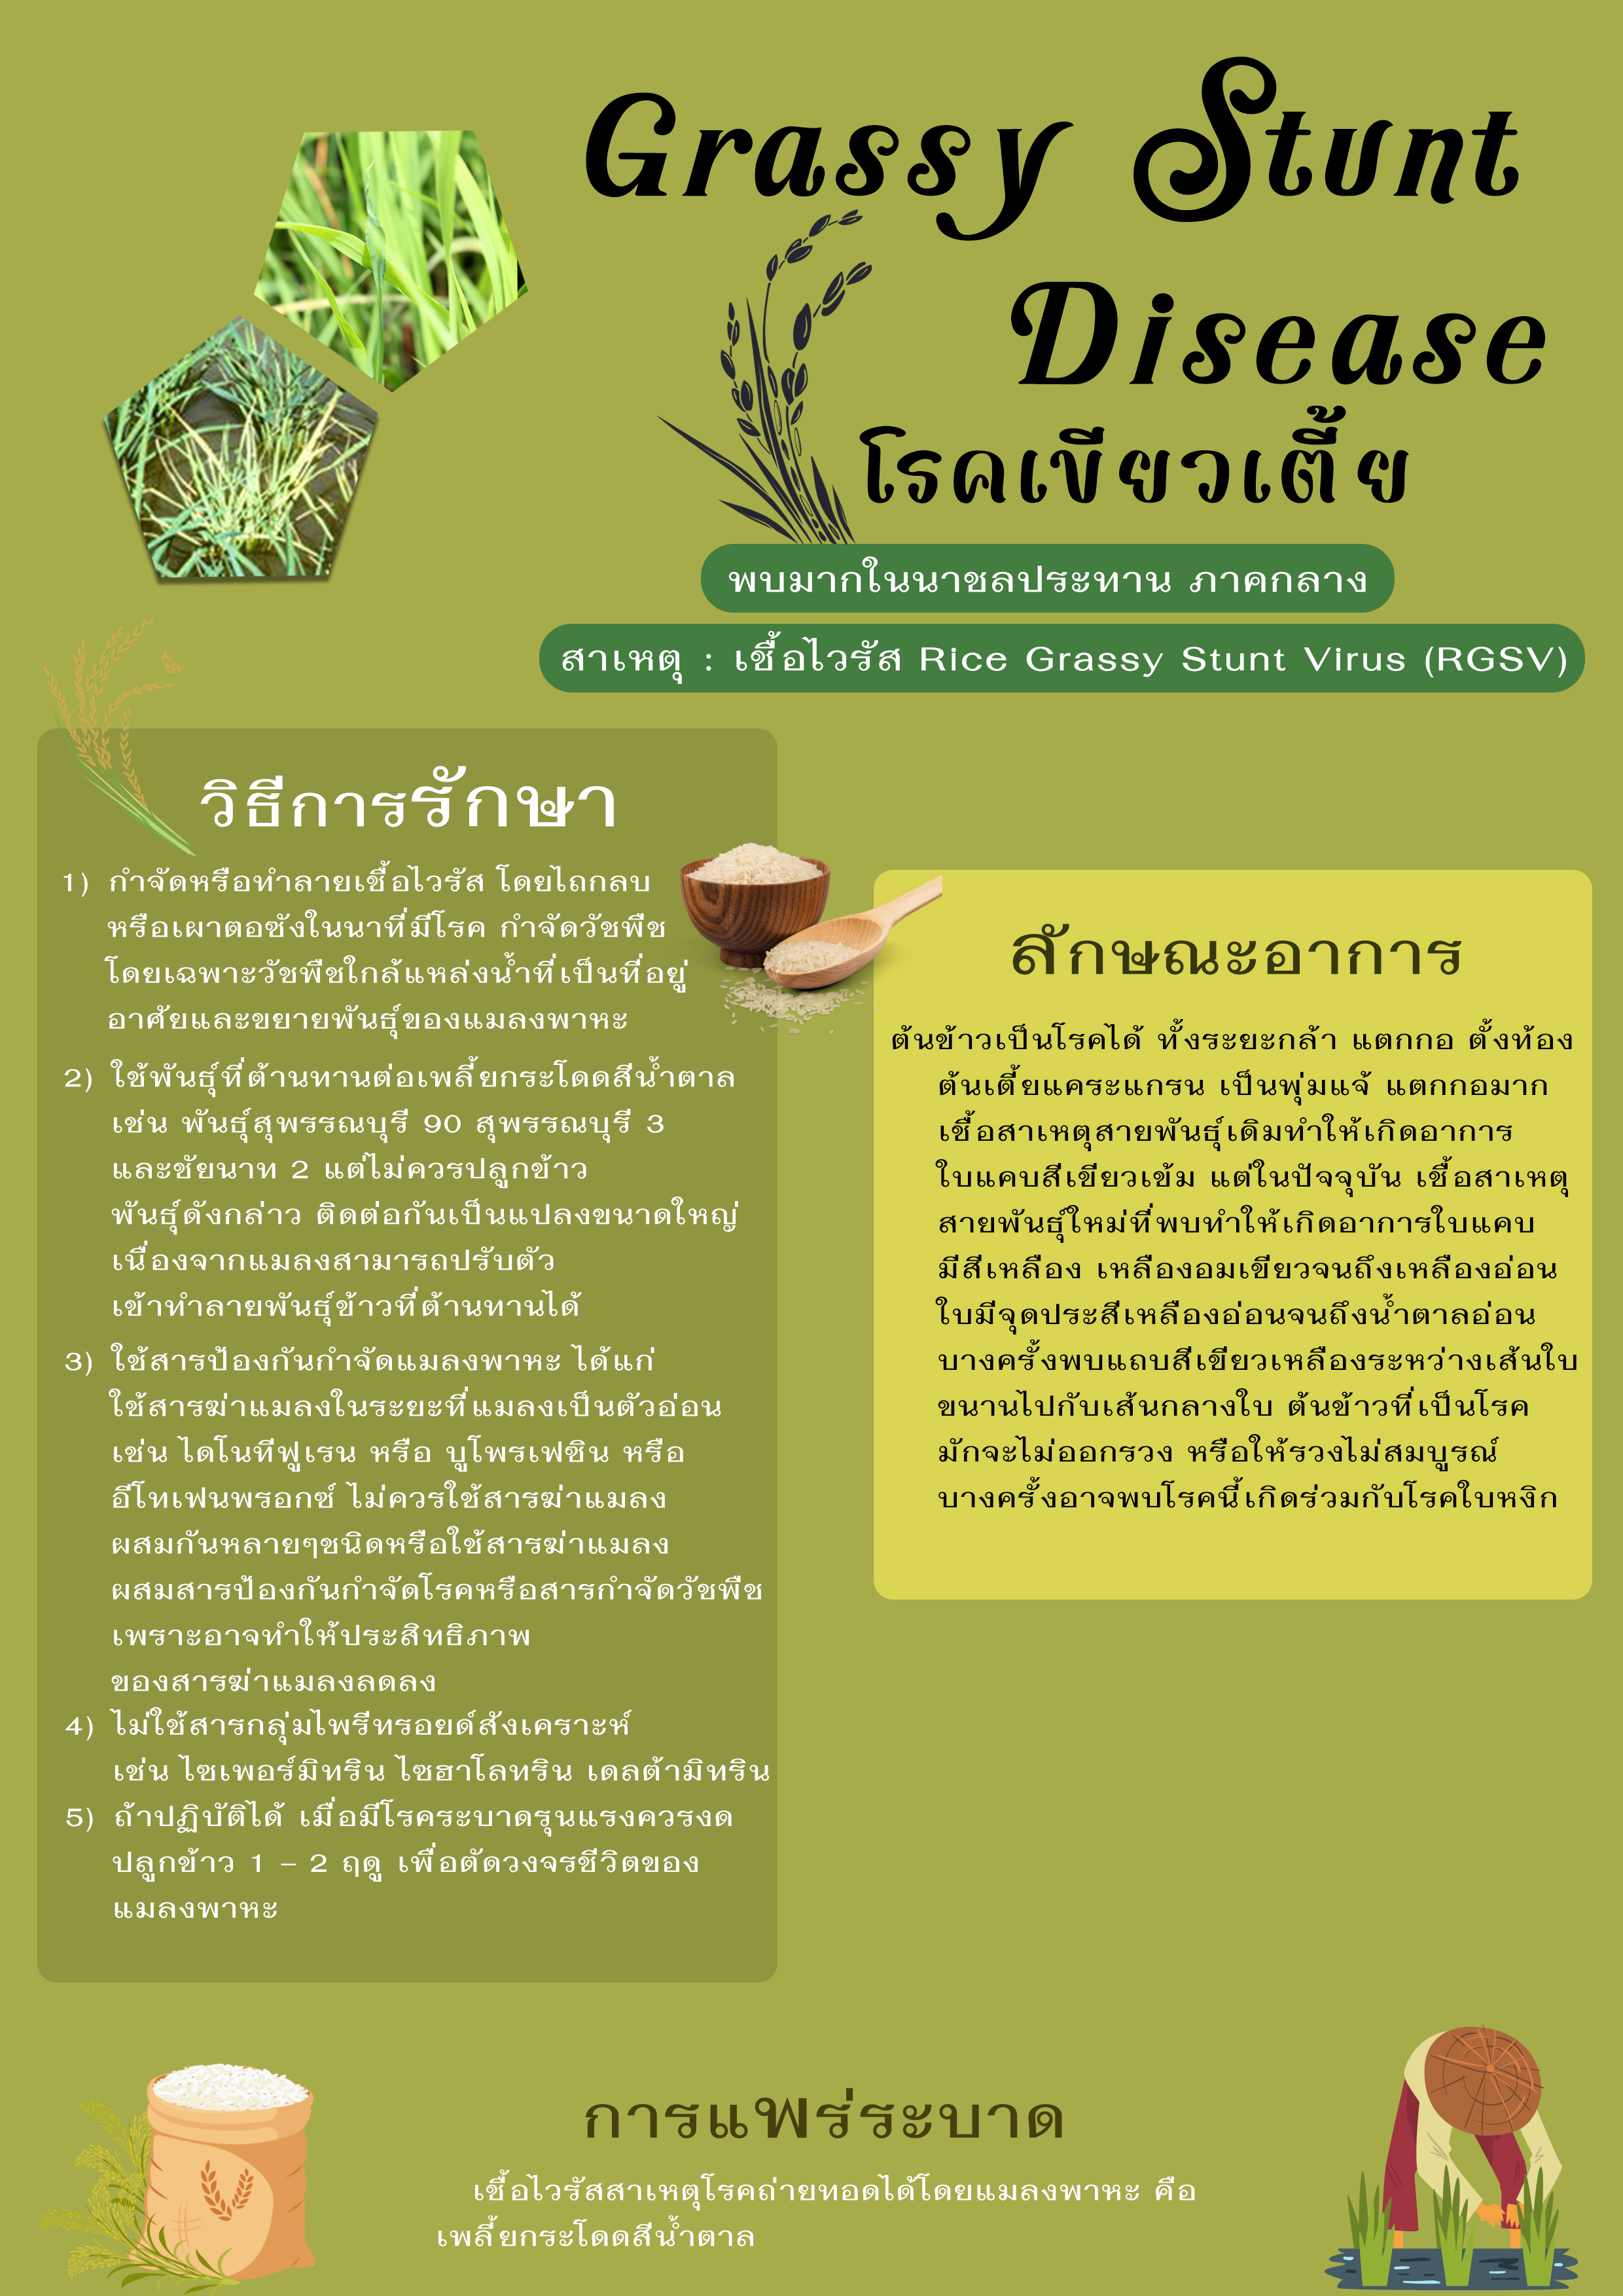 Grassy Stunt
Disease
โรคเขียวเตี้ย
พบมากในนาชลประทาน ภาคกลาง
สาเหตุ : เชื้อไวรัส Rice Grassy Stunt Virus (RGSV)
วิธีการรักษา
1) กำจัดหรือทำลายเชื้อไวรัส โดยไถกลบ
หรือเผาตอซังในนาที่มีโรค กำจัดวัชพืช
โดยเฉพาะวัชพืชใกล้แหล่งน้ำที่เป็นที่อยู่
อาศัยและขยายพันธุ์ของแมลงพาหะ
2) ใช้พันธุ์ที่ต้านทานต่อเพลี้ยกระโดดสีน้ำตาล
เช่น พันธุ์สุพรรณบุรี 90 สุพรรณบุรี 3
และชัยนาท 2 แต่ไม่ควรปลูกข้าว
พันธุ์ดังกล่าว ติดต่อกันเป็นแปลงขนาดใหญ่
เนื่องจากแมลงสามารถปรับตัว
เข้าทำลายพันธุ์ข้าวที่ต้านทานได้
3) ใช้สารป้องกันกำจัดแมลงพาหะ ได้แก่
ใช้สารฆ่าแมลงในระยะที่แมลงเป็นตัวอ่อน
เช่น ไดโนทีฟูเรน หรือ บูโพรเฟซิน หรือ
อีโทเฟนพรอกซ์ ไม่ควรใช้สารฆ่าแมลง
ผสมกันหลายๆชนิดหรือใช้สารฆ่าแมลง
ผสมสารป้องกันกำจัดโรคหรือสารกำจัดวัชพืช
เพราะอาจทำให้ประสิทธิภาพ
ของสารฆ่าแมลงลดลง
4) ไม่ใช้สารกลุ่มไพรีทรอยด์สังเคราะห์
เช่น ไซเพอร์มิทริน ไซฮาโลทริน เดลต้ามิทริน
5) ถ้าปฏิบัติได้ เมื่อมีโรคระบาดรุนแรงควรงด
ปลูกข้าว 1 – 2 ฤดู เพื่อตัดวงจรชีวิตของ
แมลงพาหะ
ลักษณะอาการ
ต้นข้าวเป็นโรคได้ ทั้งระยะกล้า แตกกอ ตั้งท้อง
ต้นเตี้ยแคระแกรน เป็นพุ่มแจ้ แตกกอมาก
เชื้อสาเหตุสายพันธุ์เดิมทำให้เกิดอาการ
ใบแคบสีเขียวเข้ม แต่ในปัจจุบัน เชื้อสาเหตุ
สายพันธุ์ใหม่ที่พบทำให้เกิดอาการใบแคบ
มีสีเหลือง เหลืองอมเขียวจนถึงเหลืองอ่อน
ใบมีจุดประสีเหลืองอ่อนจนถึงน้ำตาลอ่อน
บางครั้งพบแถบสีเขียวเหลืองระหว่างเส้นใบ
ขนานไปกับเส้นกลางใบ ต้นข้าวที่เป็นโรค
มักจะไม่ออกรวง หรือให้รวงไม่สมบูรณ์
บางครั้งอาจพบโรคนี้เกิดร่วมกับโรคใบหงิก
การแพร่ระบาด
เชื้อไวรัสสาเหตุโรคถ่ายทอดได้โดยแมลงพาหะ คือ
เพลี้ยกระโดดสีน้ำตาล